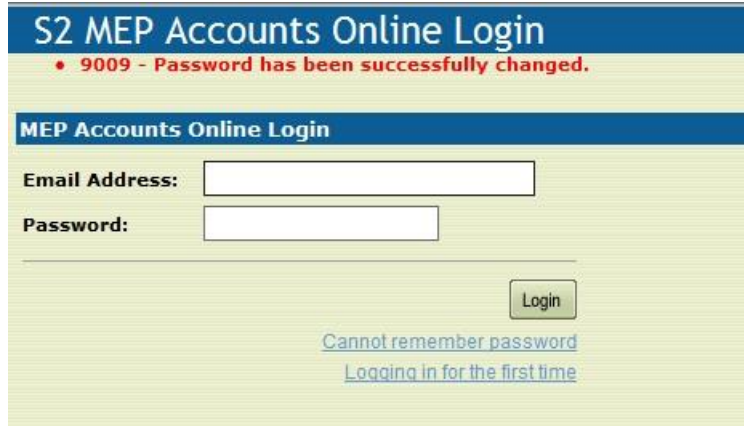 S2 MEP Accounts Online Login
• 9009 - Password has been successfully changed.
MEP Accounts Online Login
Email Address:
Password:
Login
Cannot remember password
Logging in for the first time